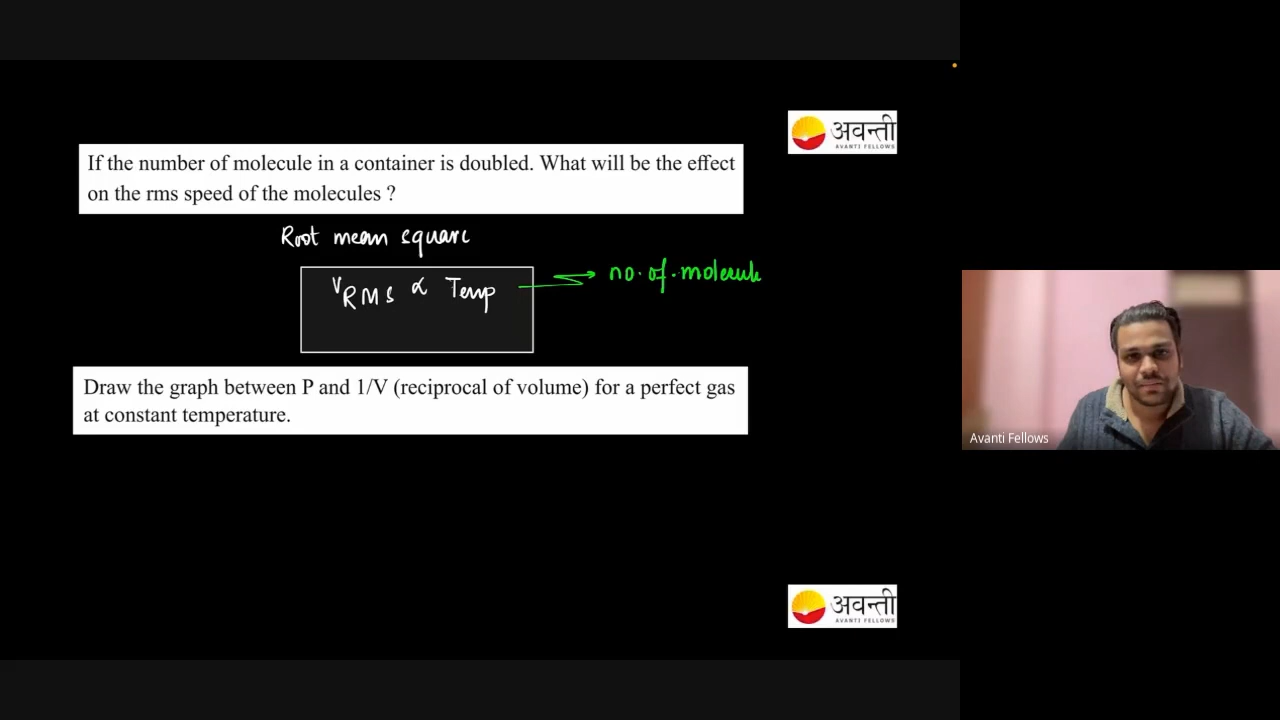 अवन्ती
AVANTI FELLOWS
If the number of molecule in a container is doubled. What will be the effect
on the rms speed of the molecules ?
Root mean square
VRMS ∝ Temp
no. of. molecule
Draw the graph between P and 1/V (reciprocal of volume) for a perfect gas
at constant temperature.
Avanti Fellows
अवन्ती
AVANTI FELLOWS